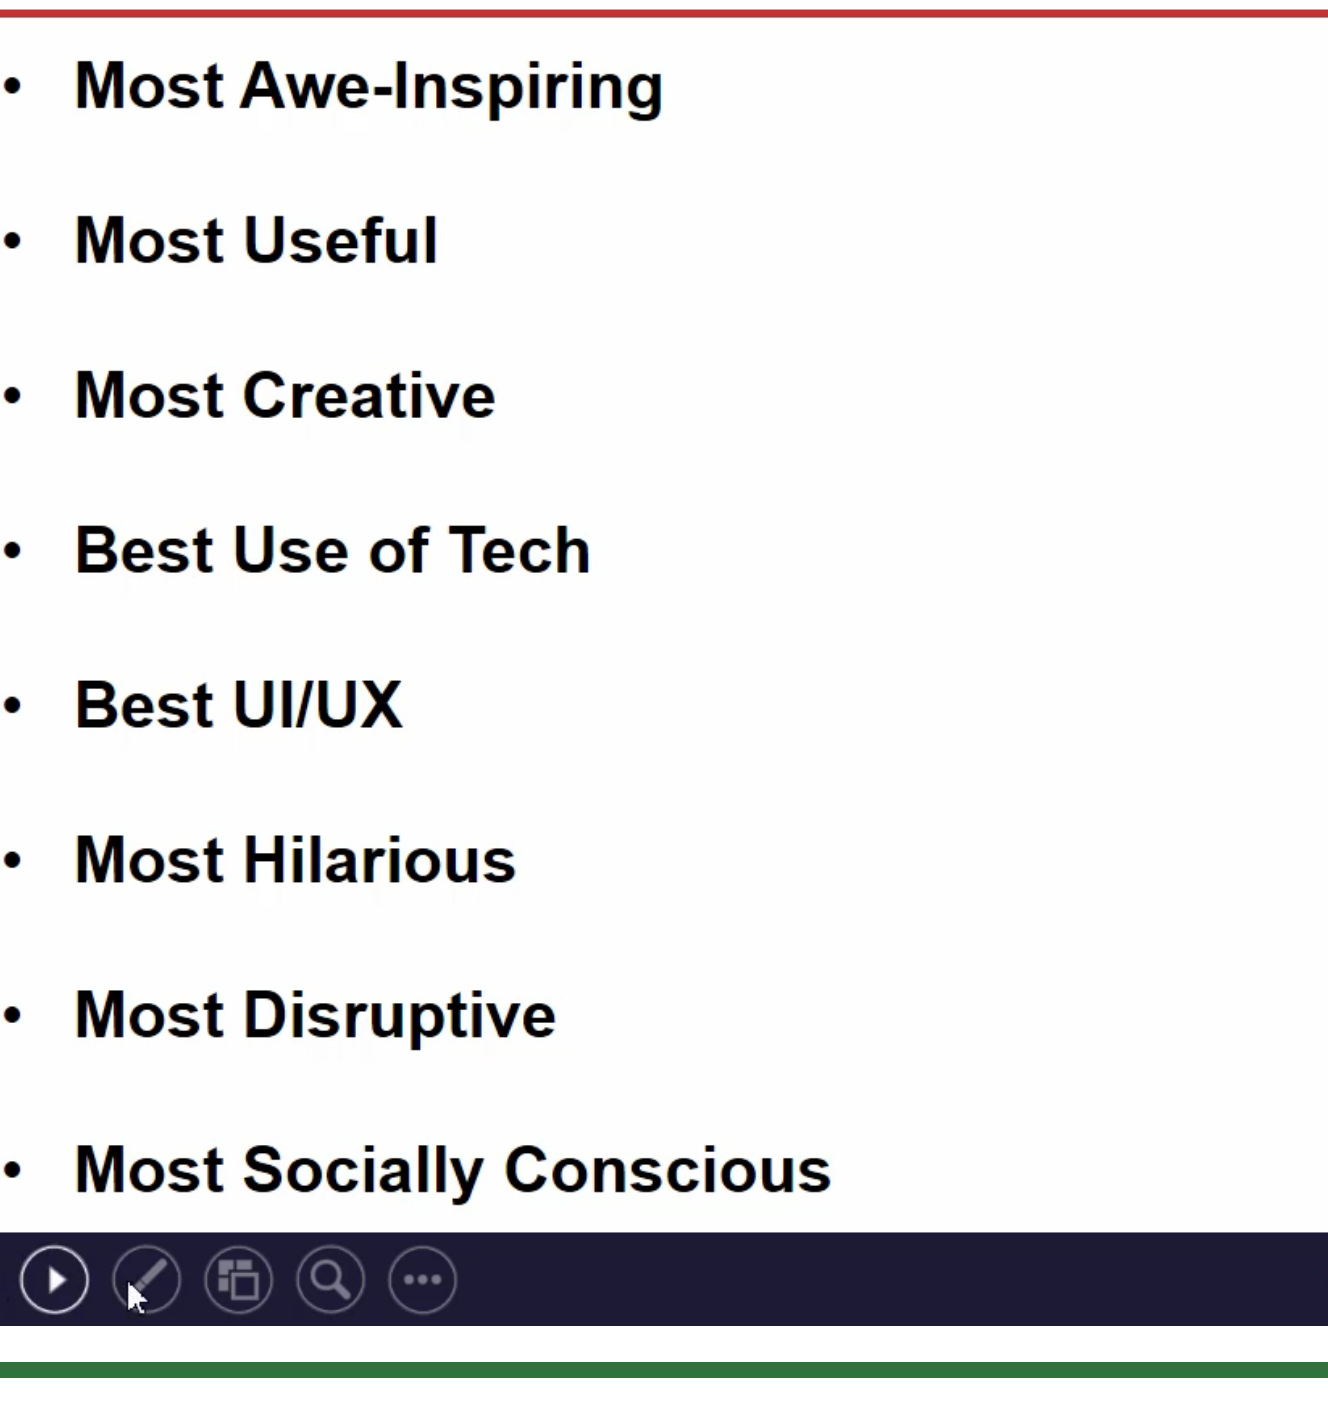 • Most Awe-Inspiring
• Most Useful
• Most Creative
• Best Use of Tech
• Best UI/UX
• Most Hilarious
• Most Disruptive
• Most Socially Conscious